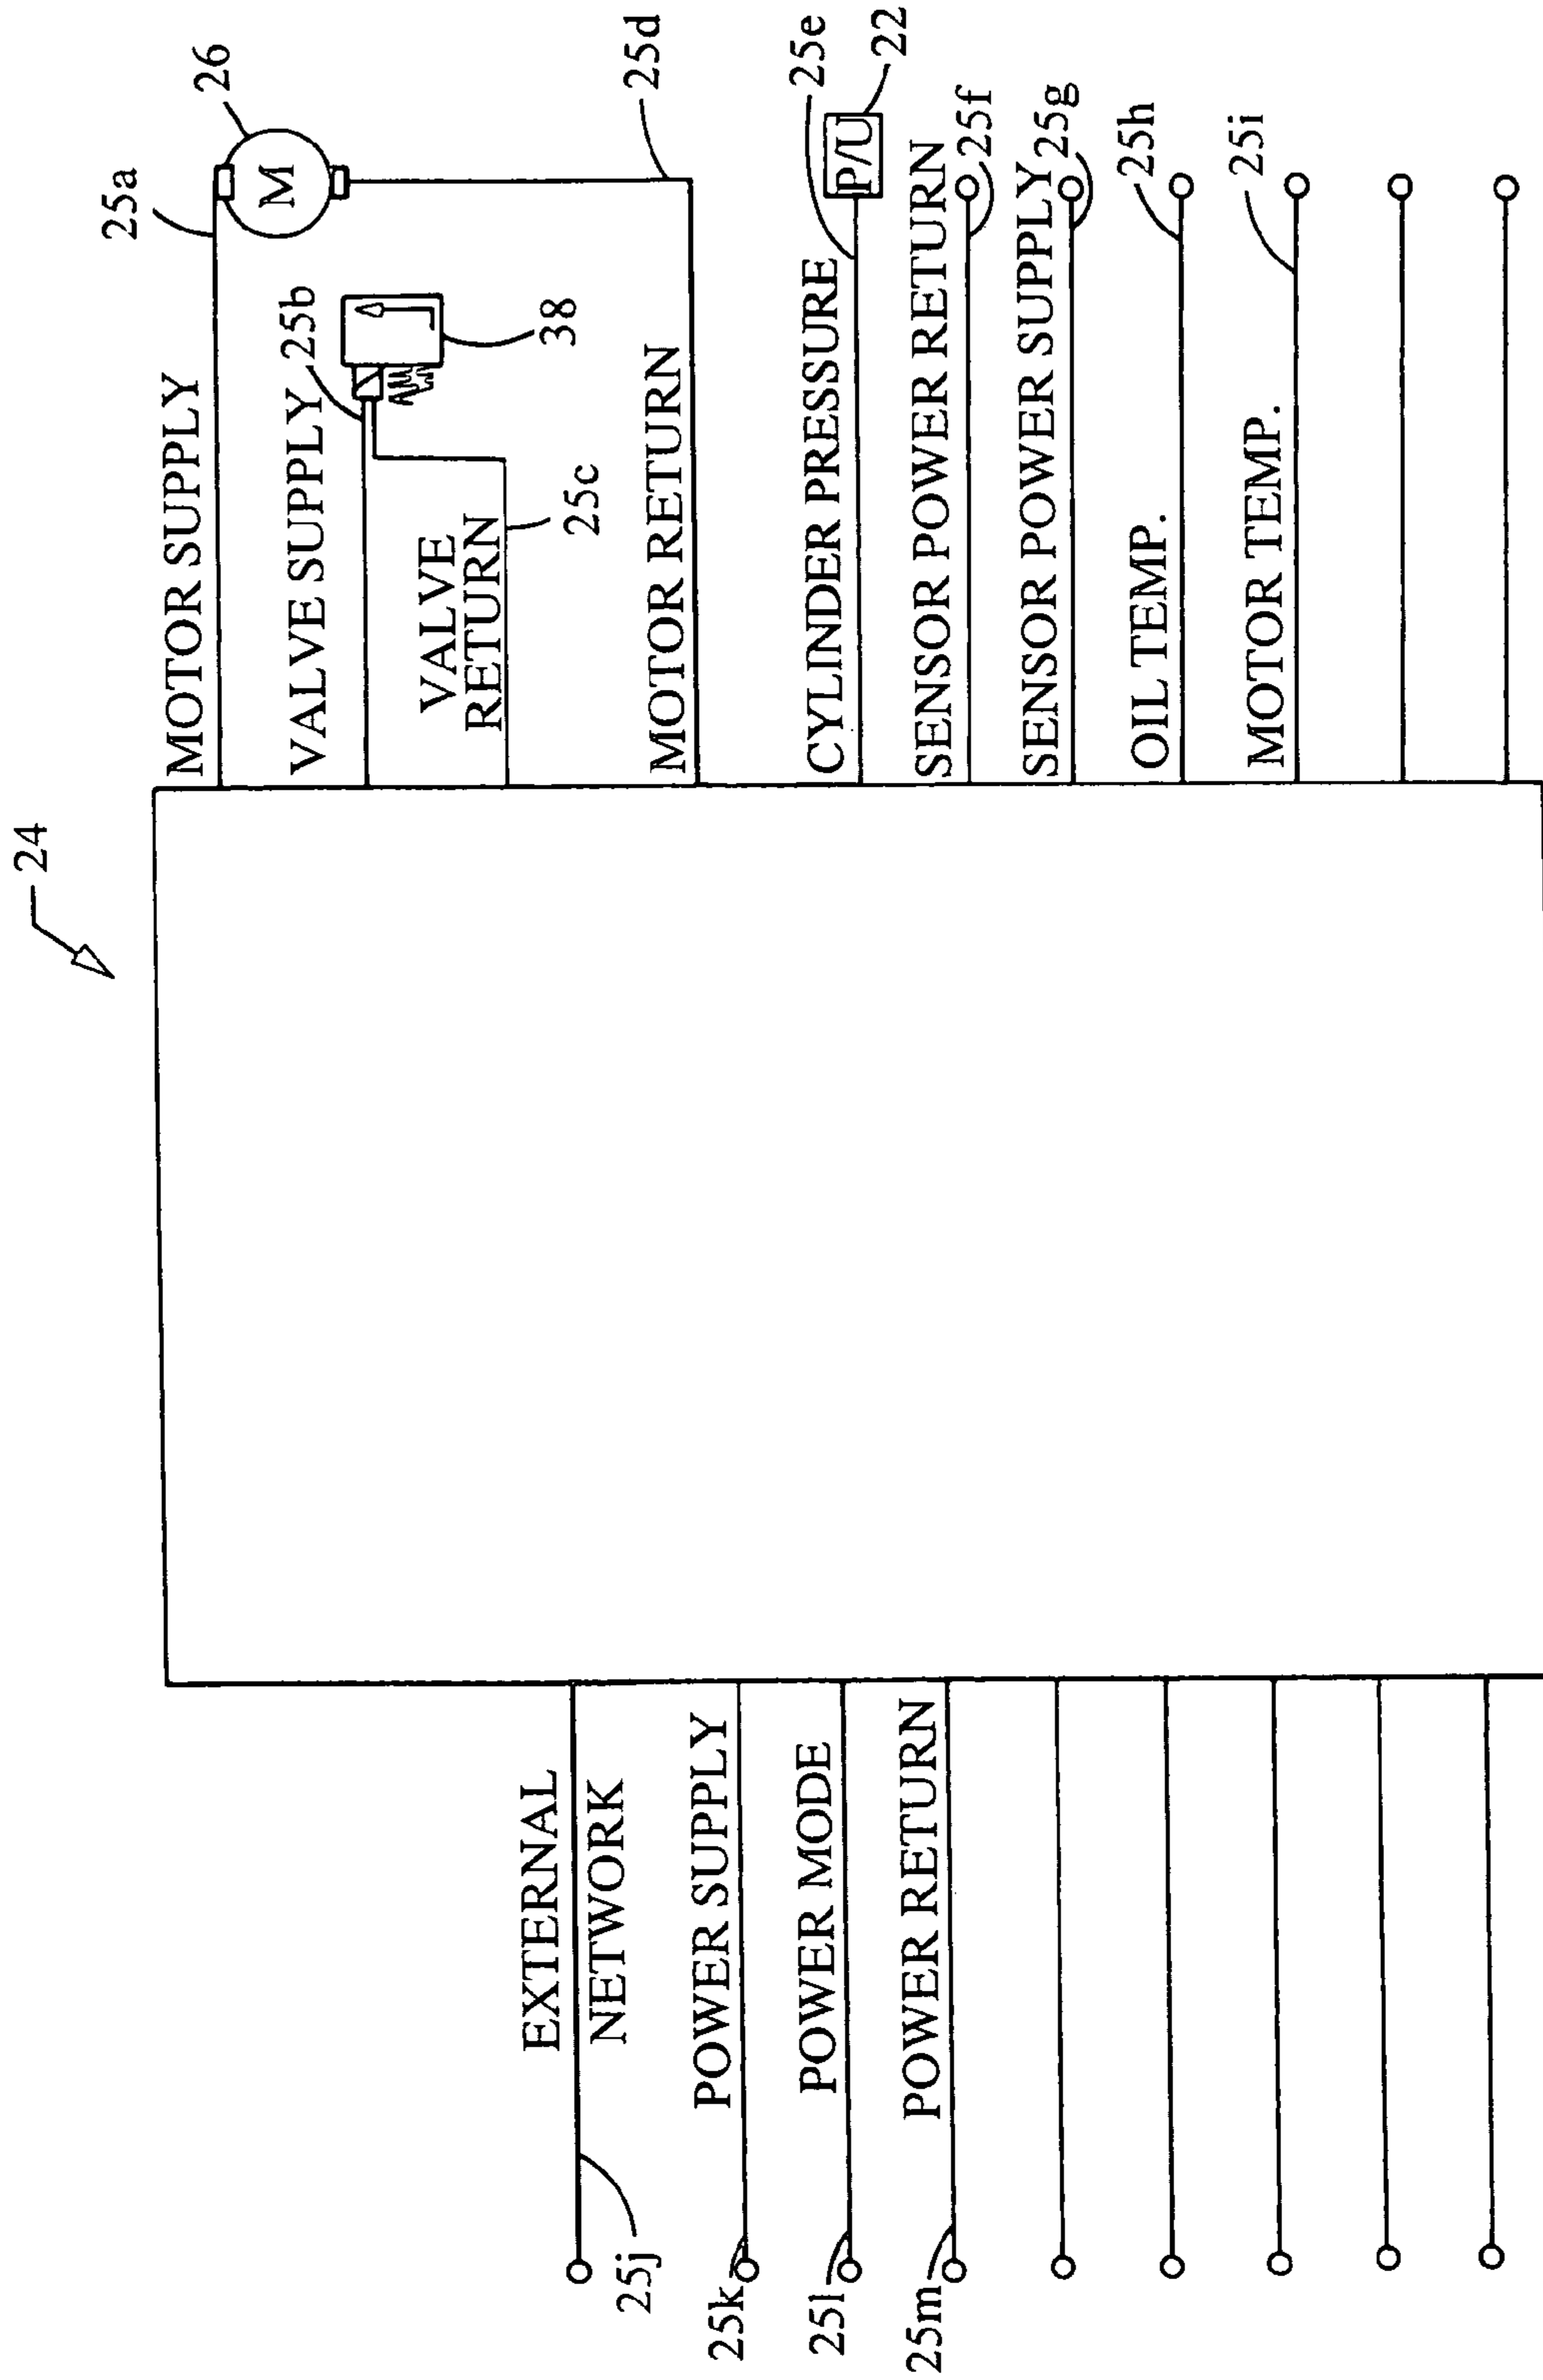 24
EXTERNAL
NETWORK
25j
POWER SUPPLY
25k
POWER MODE
25l
POWER RETURN
25m
MOTOR SUPPLY
25a
26
M
VALVE SUPPLY
25b
38
VALVE
RETURN
25c
MOTOR RETURN
25d
CYLINDER PRESSURE
25e
P/U
22
SENSOR POWER RETURN
25f
SENSOR POWER SUPPLY
25g
OIL TEMP.
25h
MOTOR TEMP.
25i